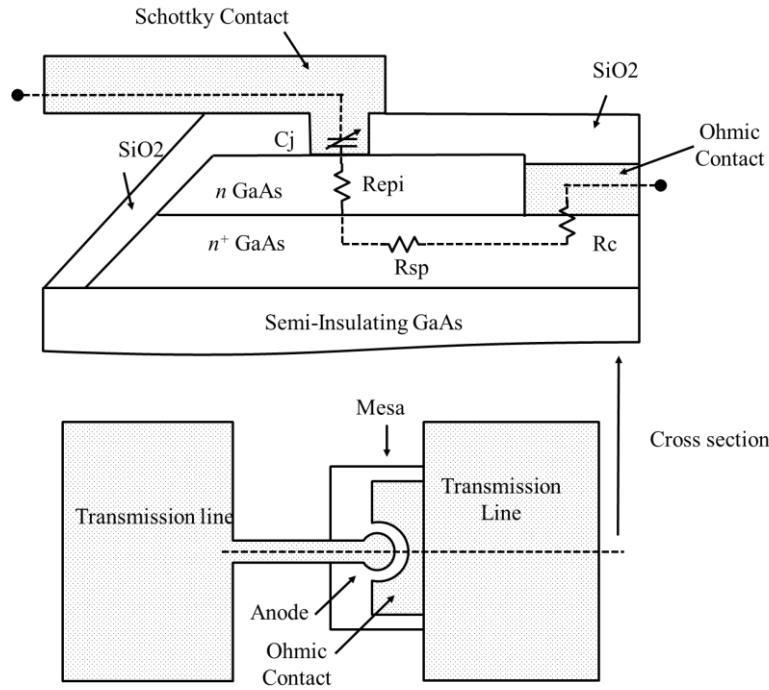 Schottky Contact
SiO2
Ohmic
Contact
SiO2
Cj
n GaAs
Repi
n+ GaAs
Rsp
Rc
Semi-Insulating GaAs
Mesa
Cross section
Transmission line
Transmission
Line
Anode
Ohmic
Contact